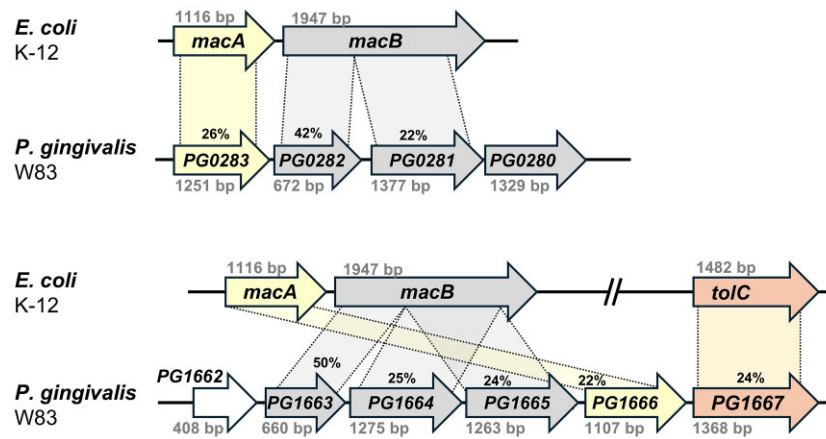 1116 bp 1947 bp
E. coli
K-12
macA macB
26% 42% 22%
P. gingivalis
W83
PG0283 PG0282 PG0281 PG0280
1251 bp 672 bp 1377 bp 1329 bp
1116 bp 1947 bp 1482 bp
E. coli
K-12
macA macB // tolC
50% 25% 24% 22% 24%
PG1662
P. gingivalis
W83
PG1663 PG1664 PG1665 PG1666 PG1667
408 bp 660 bp 1275 bp 1263 bp 1107 bp 1368 bp